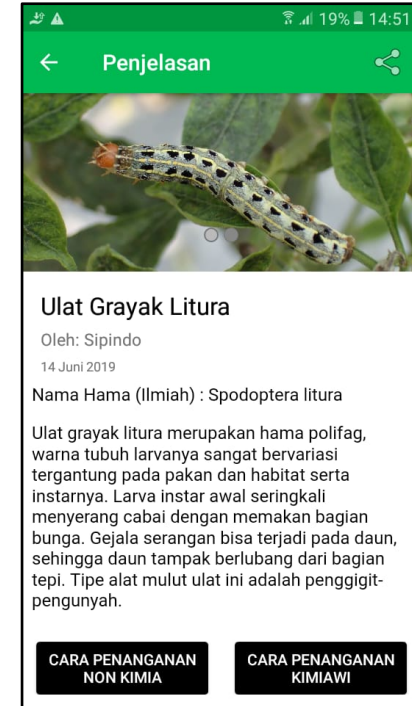 19% 14:51
Penjelasan
Ulat Grayak Litura
Oleh: Sipindo
14 Juni 2019
Nama Hama (Ilmiah) : Spodoptera litura
Ulat grayak litura merupakan hama polifag,
warna tubuh larvanya sangat bervariasi
tergantung pada pakan dan habitat serta
instarnya. Larva instar awal seringkali
menyerang cabai dengan memakan bagian
bunga. Gejala serangan bisa terjadi pada daun,
sehingga daun tampak berlubang dari bagian
tepi. Tipe alat mulut ulat ini adalah penggigit-
pengunyah.
CARA PENANGANAN
NON KIMIA
CARA PENANGANAN
KIMIAWI